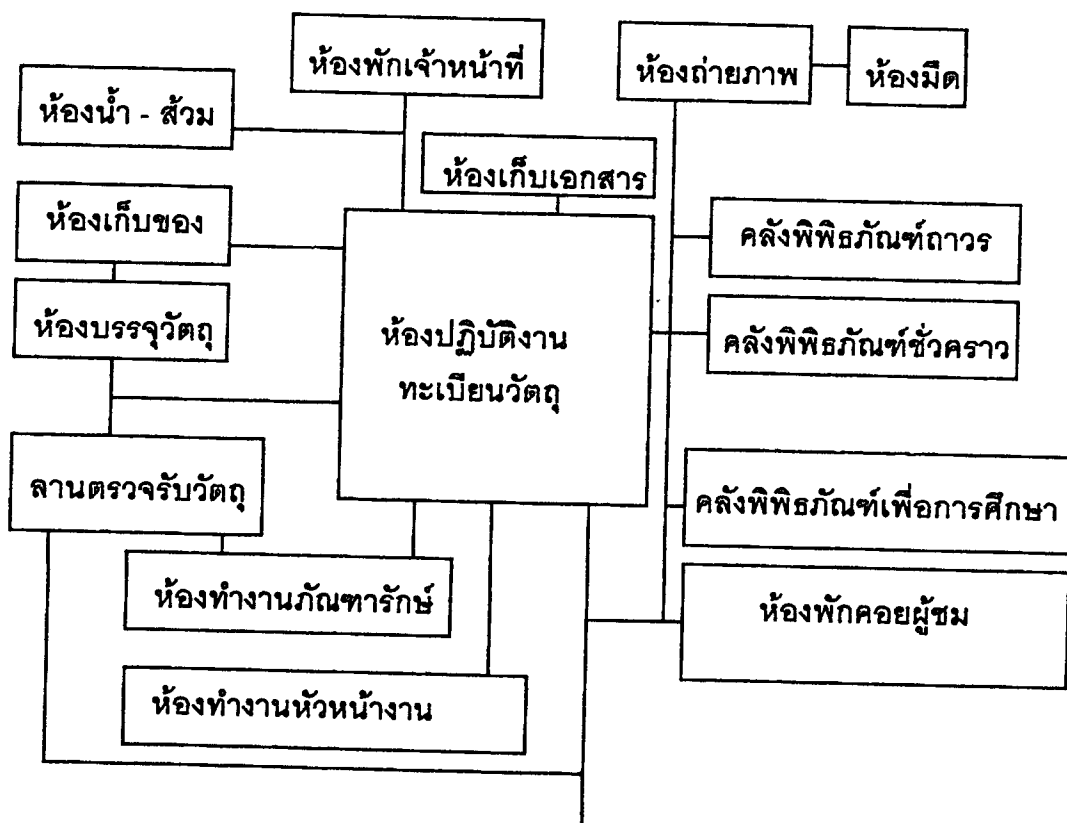 ห้องพักเจ้าหน้าที่
ห้องถ่ายภาพ
ห้องมืด
ห้องน้ำ - ส้วม
ห้องเก็บเอกสาร
ห้องเก็บของ
คลังพิพิธภัณฑ์ถาวร
ห้องบรรจุวัตถุ
ห้องปฏิบัติงาน
ทะเบียนวัตถุ
คลังพิพิธภัณฑ์ชั่วคราว
ลานตรวจรับวัตถุ
คลังพิพิธภัณฑ์เพื่อการศึกษา
ห้องทำงานภัณฑารักษ์
ห้องพักคอยผู้ชม
ห้องทำงานหัวหน้างาน